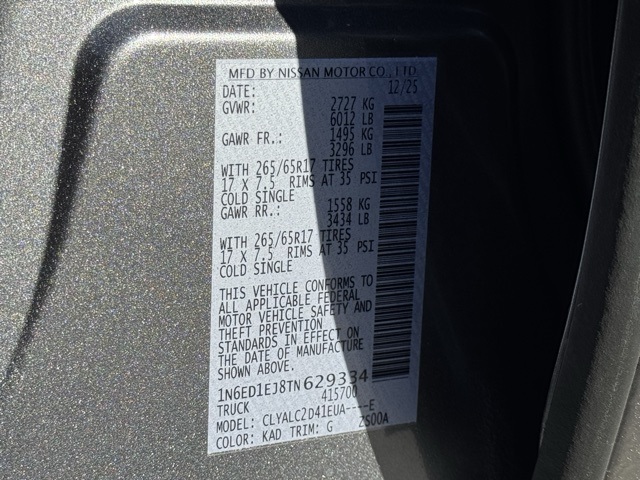 MFD BY NISSAN MOTOR CO., LTD
DATE: 12/25
GVWR: 2727 KG
6012 LB
GAWR FR.: 1495 KG
3296 LB
WITH 265/65R17 TIRES
17 X 7.5 RIMS AT 35 PSI
COLD SINGLE
GAWR RR.: 1558 KG
3434 LB
WITH 265/65R17 TIRES
17 X 7.5 RIMS AT 35 PSI
COLD SINGLE
THIS VEHICLE CONFORMS TO
ALL APPLICABLE FEDERAL
MOTOR VEHICLE SAFETY AND
THEFT PREVENTION
STANDARDS IN EFFECT ON
THE DATE OF MANUFACTURE
SHOWN ABOVE.
1N6ED1EJ8TN629334
TRUCK 415700
MODEL: CLYALC2D41EUA----E
COLOR: KAD TRIM: G ZS00A